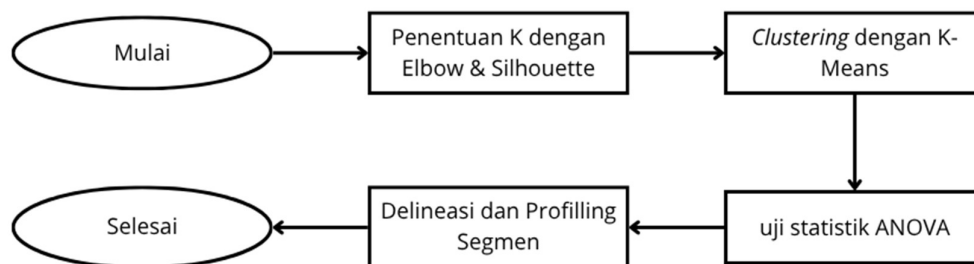 Mulai
Penentuan K dengan
Elbow & Silhouette
Clustering dengan K-
Means
uji statistik ANOVA
Delineasi dan Profilling
Segmen
Selesai